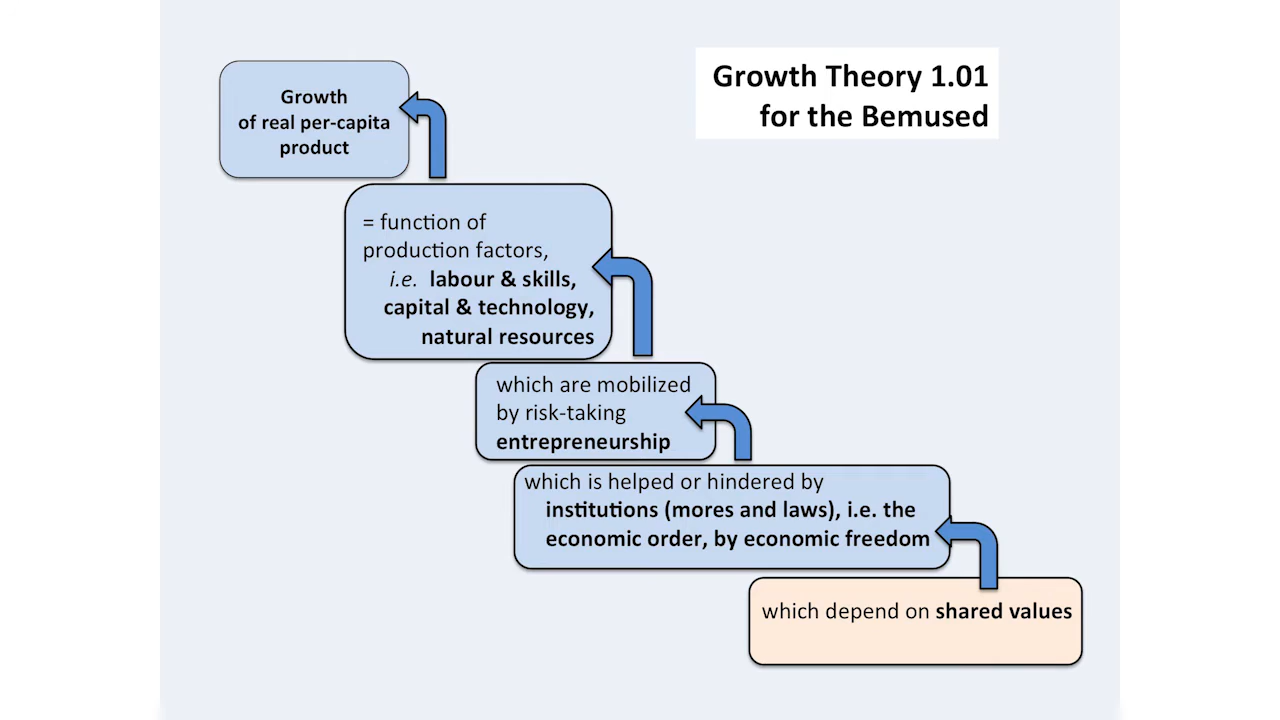 Growth Theory 1.01
for the Bemused
Growth
of real per-capita
product
= function of
production factors,
i.e. labour & skills,
capital & technology,
natural resources
which are mobilized
by risk-taking
entrepreneurship
which is helped or hindered by
institutions (mores and laws), i.e. the
economic order, by economic freedom
which depend on shared values